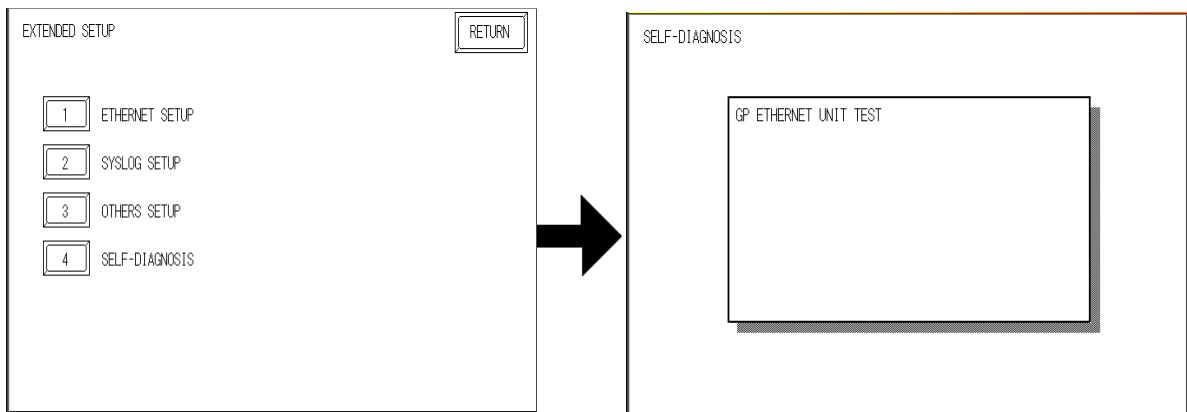 EXTENDED SETUP
RETURN
1 ETHERNET SETUP
2 SYSLOG SETUP
3 OTHERS SETUP
4 SELF-DIAGNOSIS
SELF-DIAGNOSIS
GP ETHERNET UNIT TEST